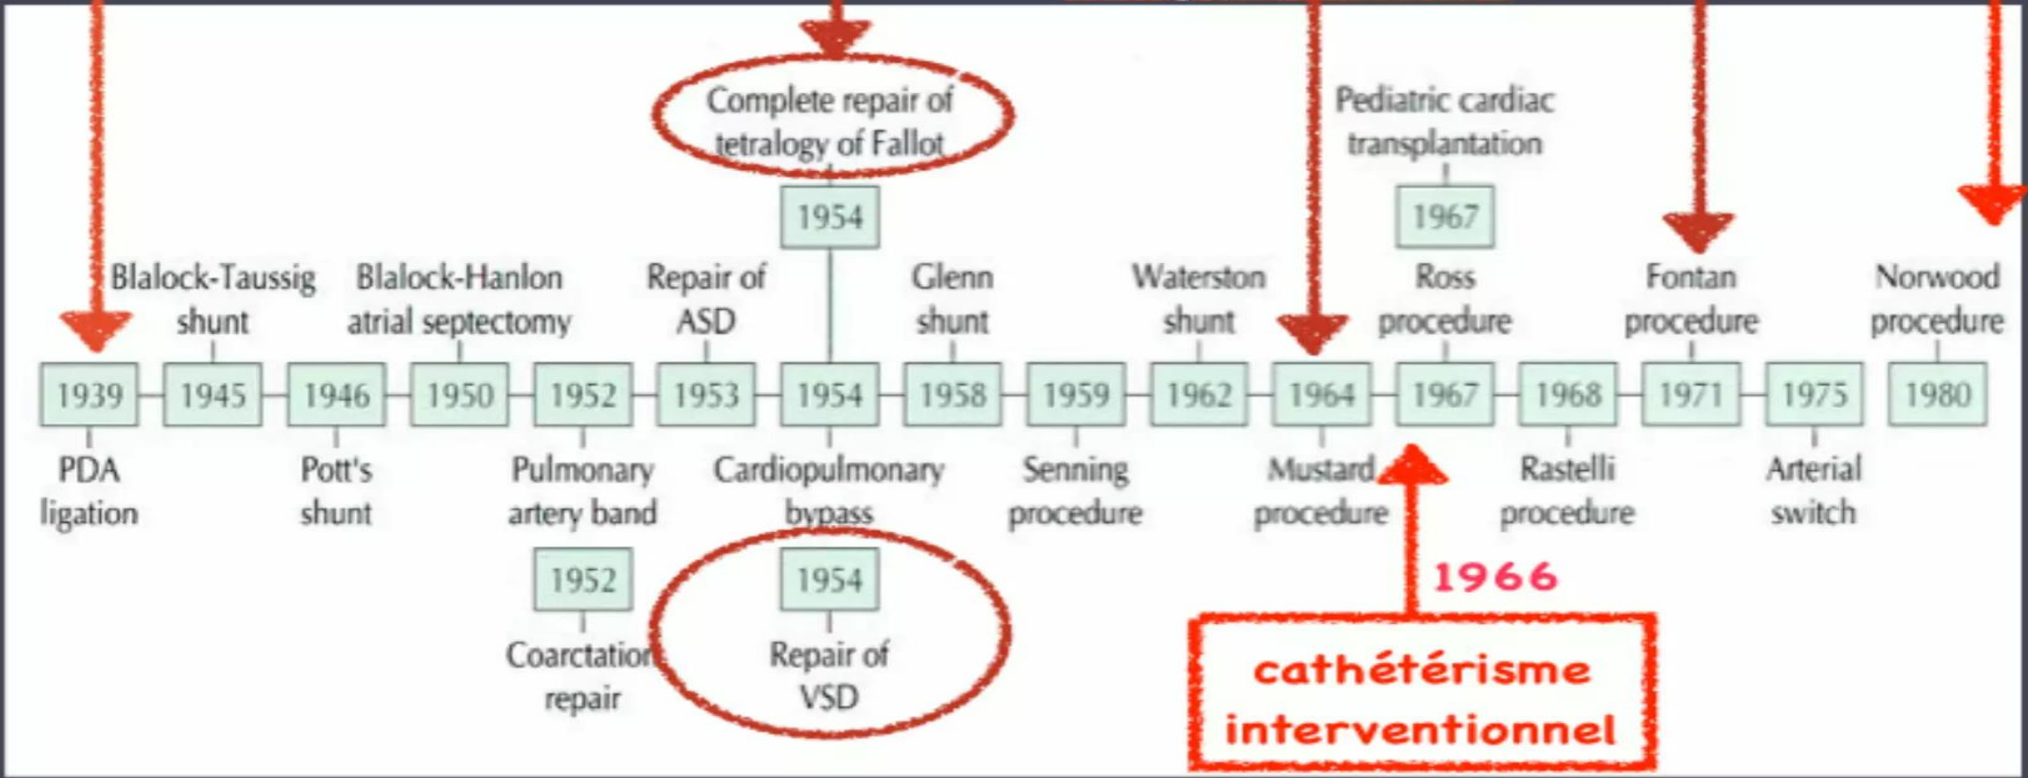 Complete repair of
tetralogy of Fallot
1954
Pediatric cardiac
transplantation
1967
Blalock-Taussig
shunt
Blalock-Hanlon
atrial septectomy
Repair of
ASD
Glenn
shunt
Waterston
shunt
Ross
procedure
Fontan
procedure
Norwood
procedure
1939
1945
1946
1950
1952
1953
1954
1958
1959
1962
1964
1967
1968
1971
1975
1980
PDA
ligation
Pott's
shunt
Pulmonary
artery band
Cardiopulmonary
bypass
Senning
procedure
Mustard
procedure
Rastelli
procedure
Arterial
switch
1952
Coarctation
repair
1954
Repair of
VSD
1966
cathétérisme
interventionnel